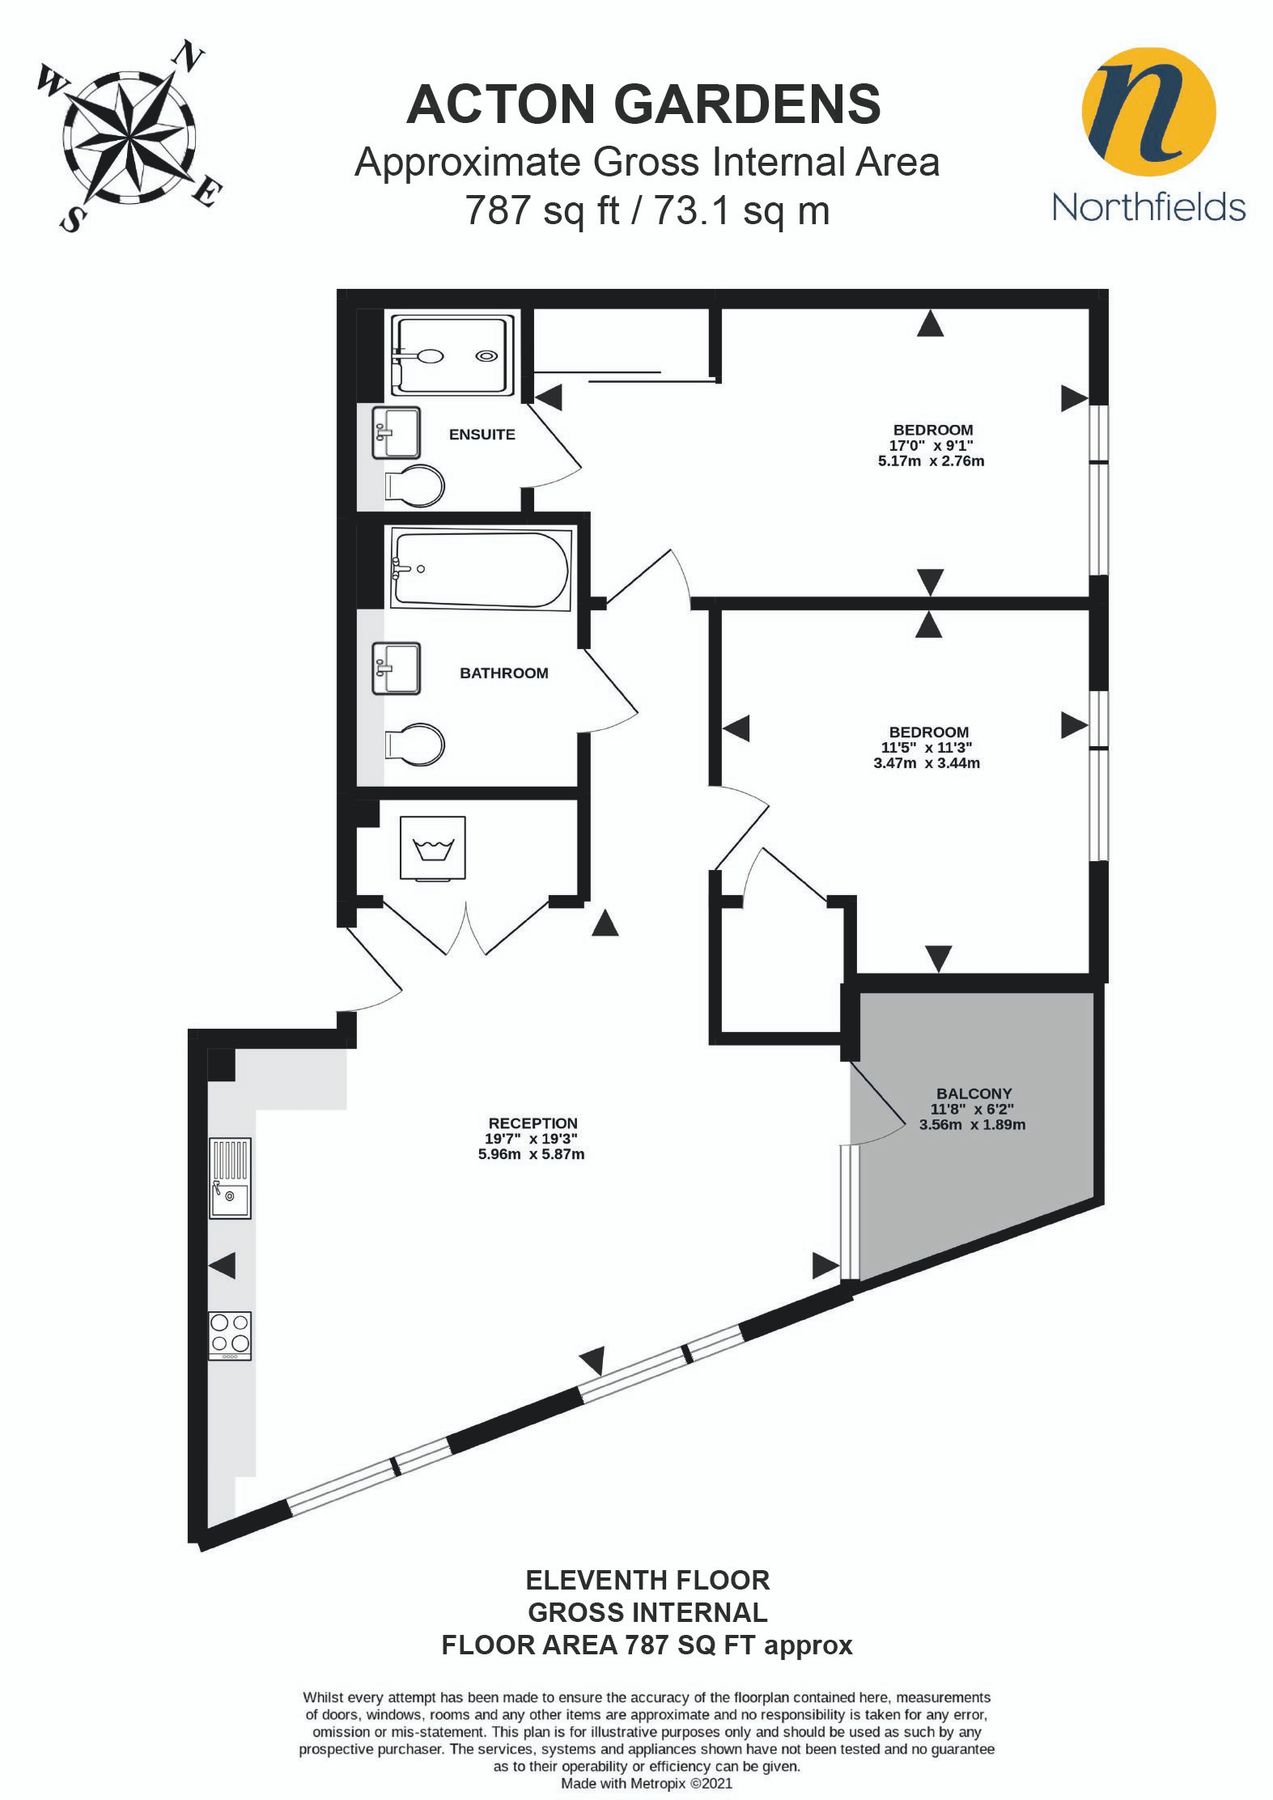 N
W
E
S
ACTON GARDENS
Approximate Gross Internal Area
787 sq ft / 73.1 sq m
n
Northfields
ENSUITE
BEDROOM
17'0" x 9'1"
5.17m x 2.76m
BATHROOM
BEDROOM
11'5" x 11'3"
3.47m x 3.44m
RECEPTION
19'7" x 19'3"
5.96m x 5.87m
BALCONY
11'8" x 6'2"
3.56m x 1.89m
ELEVENTH FLOOR
GROSS INTERNAL
FLOOR AREA 787 SQ FT approx
Whilst every attempt has been made to ensure the accuracy of the floorplan contained here, measurements
of doors, windows, rooms and any other items are approximate and no responsibility is taken for any error,
omission or mis-statement. This plan is for illustrative purposes only and should be used as such by any
prospective purchaser. The services, systems and appliances shown have not been tested and no guarantee
as to their operability or efficiency can be given.
Made with Metropix ©2021